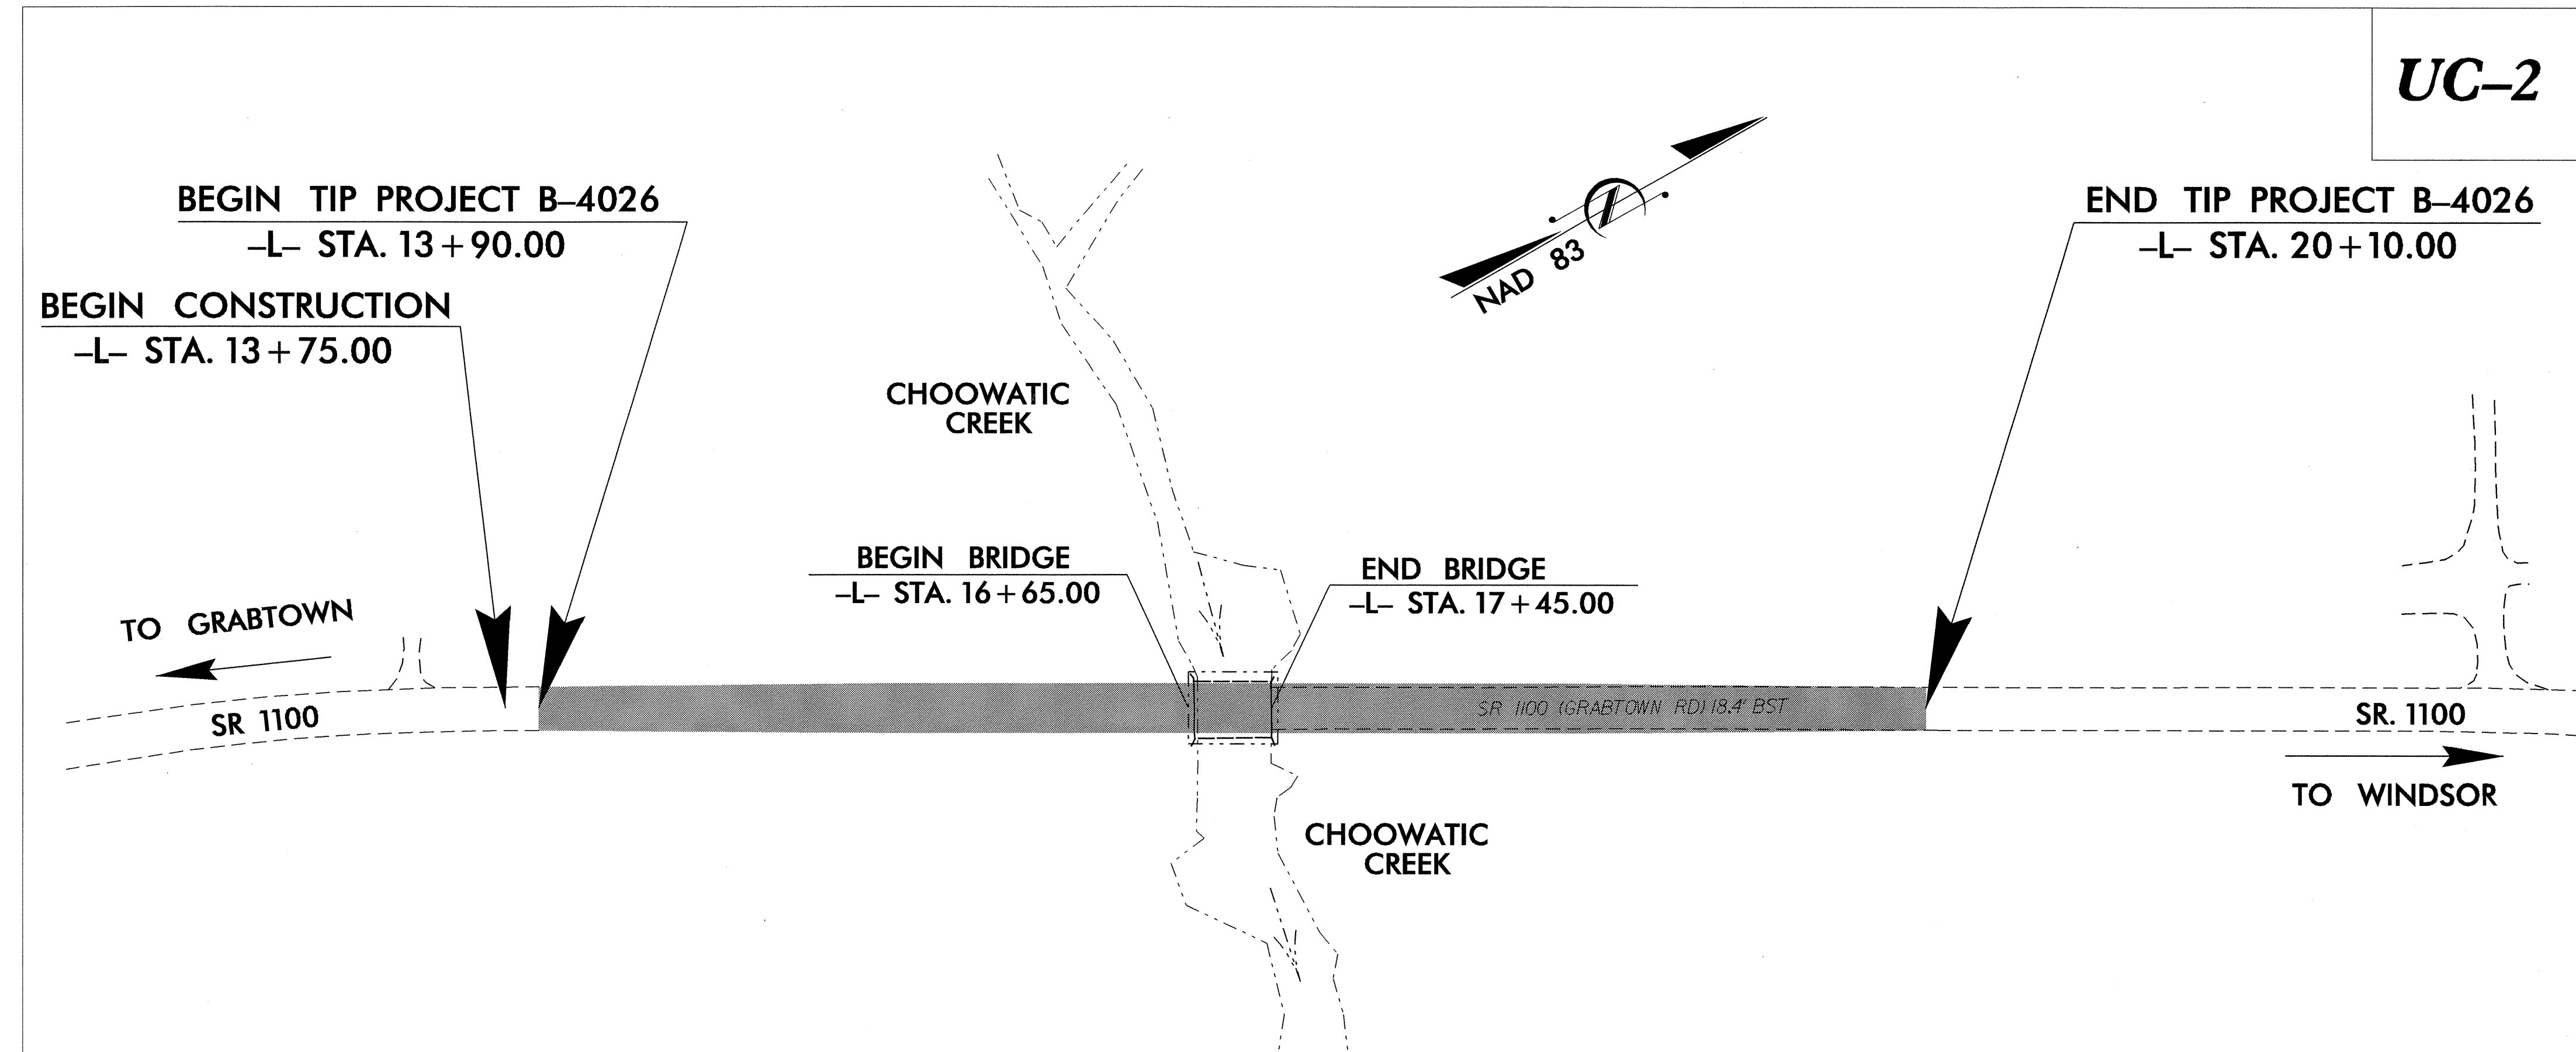 UC–2
BEGIN TIP PROJECT B–4026
–L– STA. 13+90.00
BEGIN CONSTRUCTION
–L– STA. 13+75.00
NAD 83
END TIP PROJECT B–4026
–L– STA. 20+10.00
CHOOWATIC
CREEK
BEGIN BRIDGE
–L– STA. 16+65.00
END BRIDGE
–L– STA. 17+45.00
TO GRABTOWN
SR 1100
SR 1100 (GRABTOWN RD) 18.4' BST
SR. 1100
TO WINDSOR
CHOOWATIC
CREEK